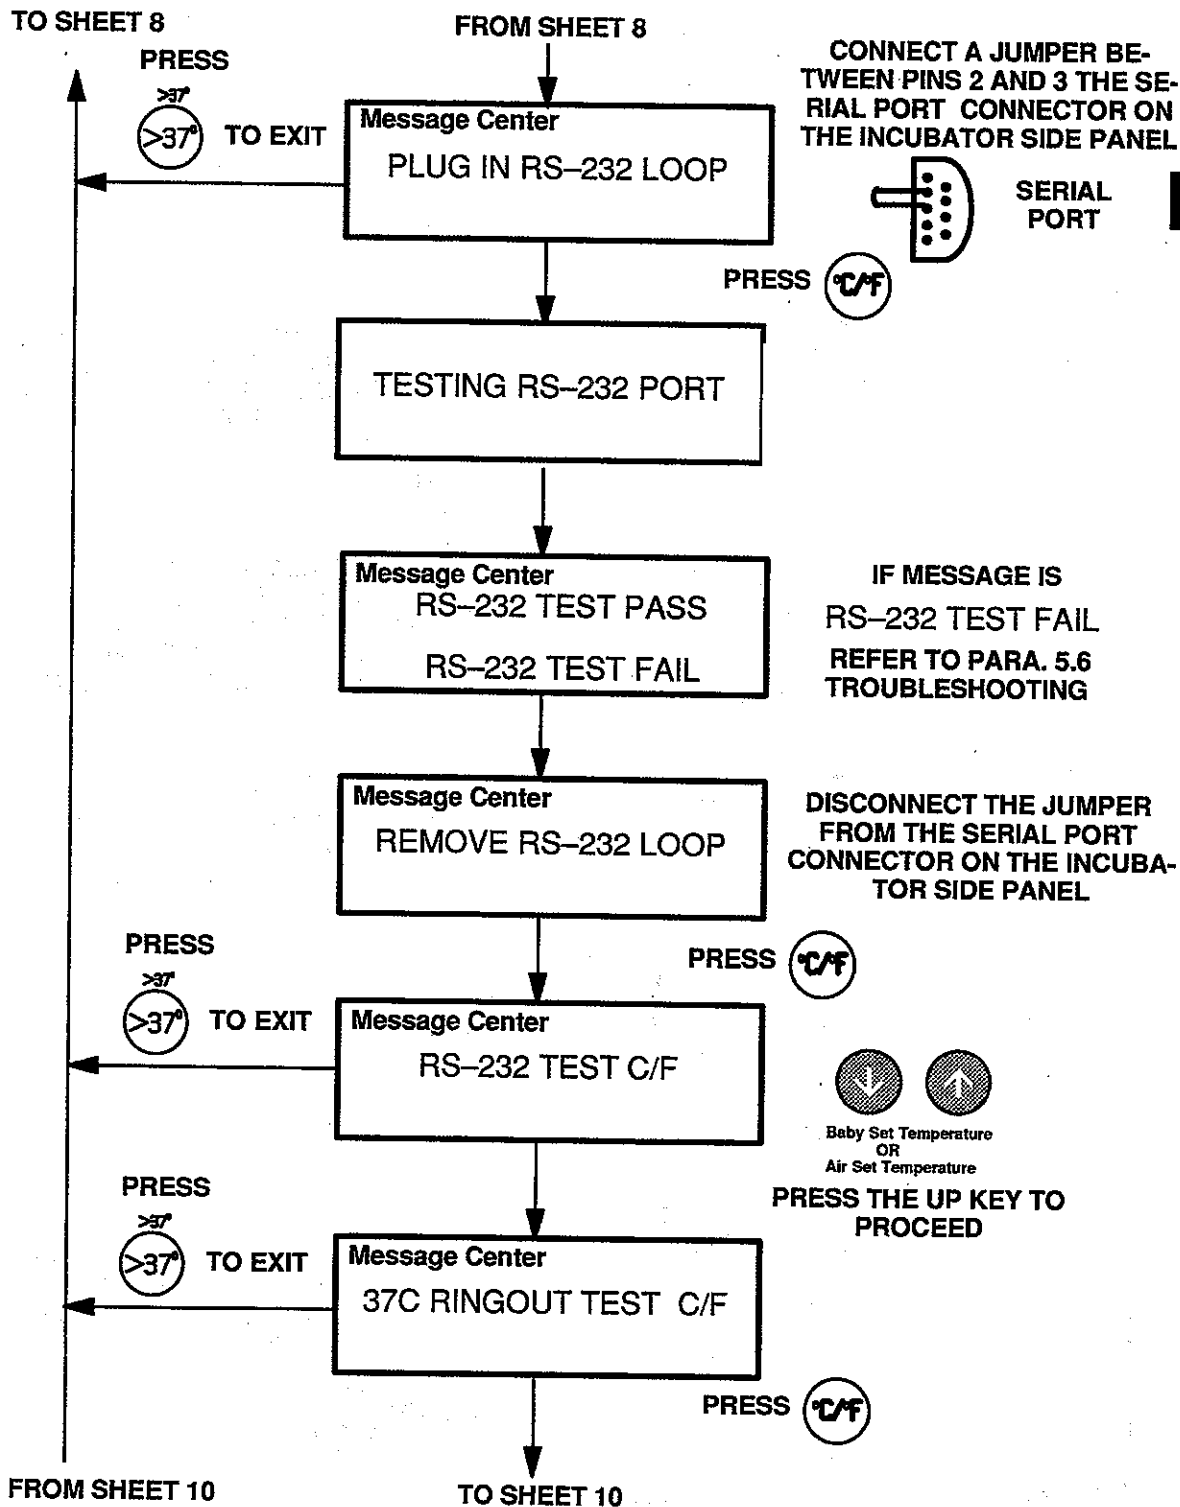 TO SHEET 8
FROM SHEET 8
PRESS
>37°
>37°
TO EXIT
Message Center
PLUG IN RS–232 LOOP
CONNECT A JUMPER BE-
TWEEN PINS 2 AND 3 THE SE-
RIAL PORT CONNECTOR ON
THE INCUBATOR SIDE PANEL
SERIAL
PORT
PRESS
°C/°F
TESTING RS–232 PORT
Message Center
RS–232 TEST PASS
RS–232 TEST FAIL
IF MESSAGE IS
RS–232 TEST FAIL
REFER TO PARA. 5.6
TROUBLESHOOTING
Message Center
REMOVE RS–232 LOOP
DISCONNECT THE JUMPER
FROM THE SERIAL PORT
CONNECTOR ON THE INCUBA-
TOR SIDE PANEL
PRESS
°C/°F
PRESS
>37°
>37°
TO EXIT
Message Center
RS–232 TEST C/F
Baby Set Temperature
OR
Air Set Temperature
PRESS THE UP KEY TO
PROCEED
PRESS
>37°
>37°
TO EXIT
Message Center
37C RINGOUT TEST C/F
PRESS
°C/°F
FROM SHEET 10
TO SHEET 10